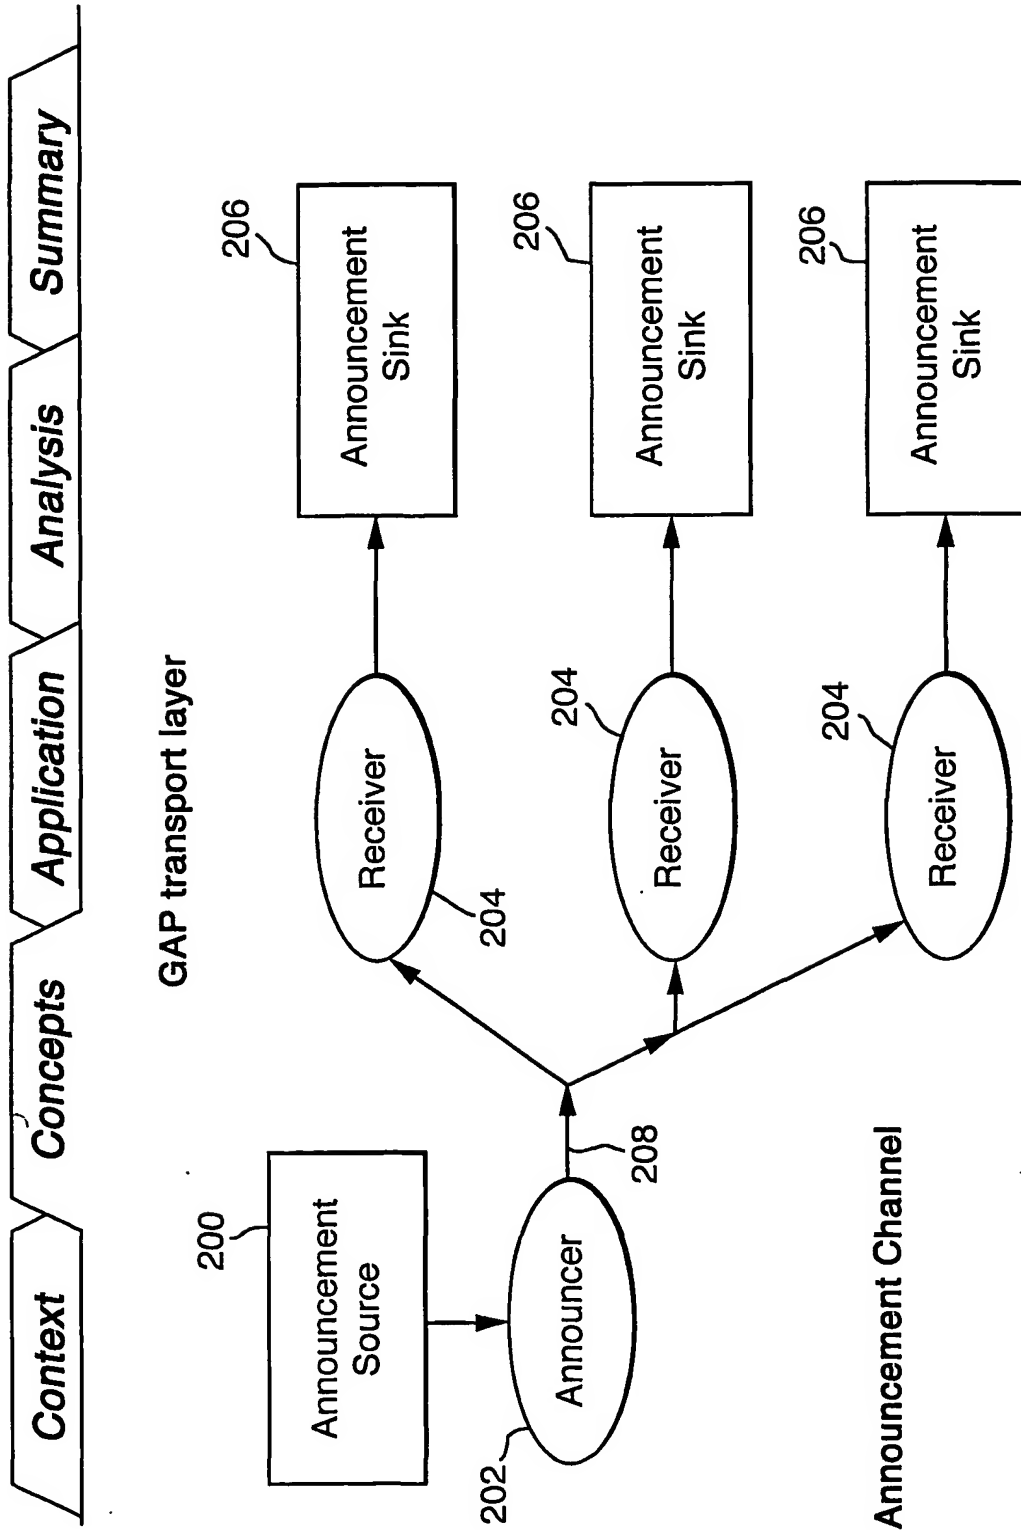 Context
Concepts
Application
Analysis
Summary
GAP transport layer
200
Announcement
Source
202
Announcer
208
204
Receiver
206
Announcement
Sink
204
Receiver
206
Announcement
Sink
204
Receiver
206
Announcement
Sink
Announcement Channel